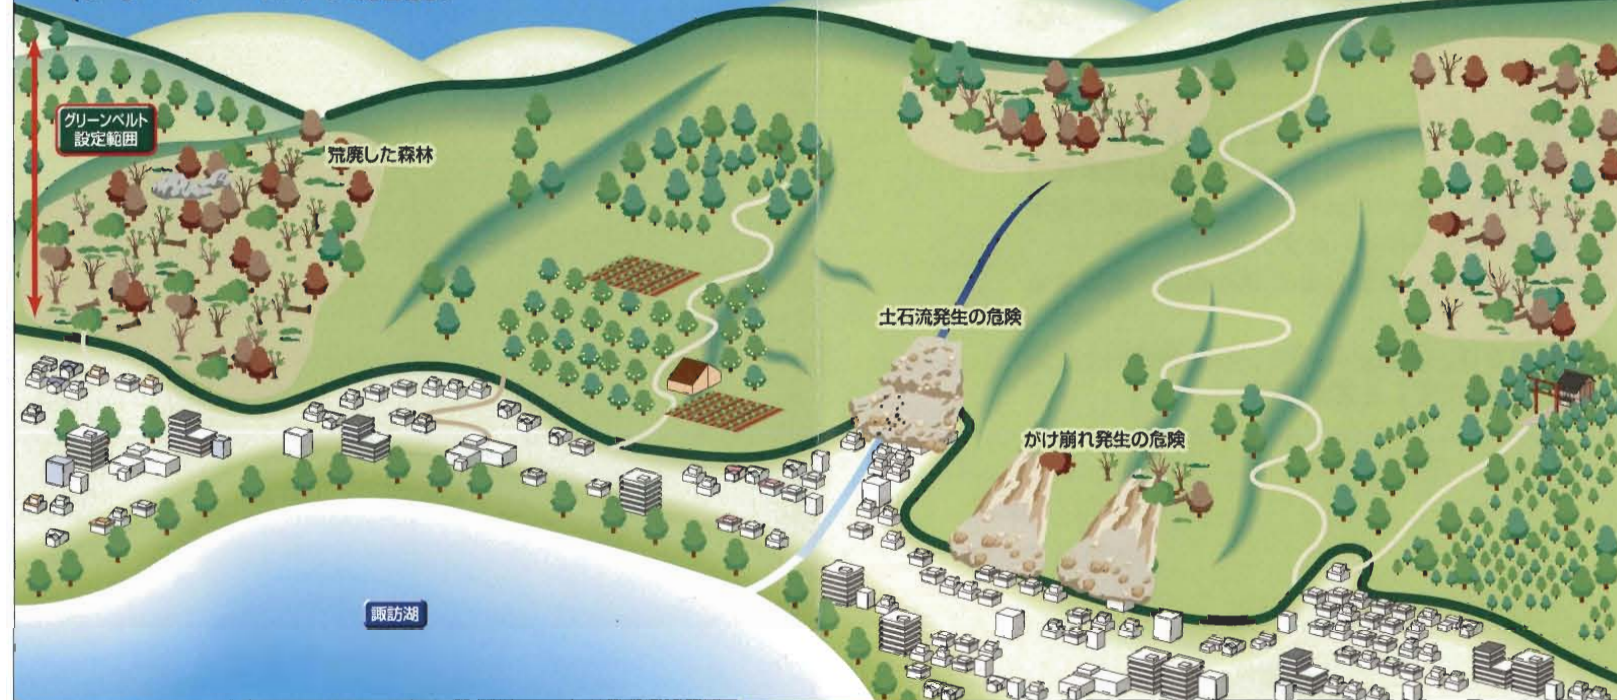 グリーンベルト
設定範囲
荒廃した森林
土石流発生の危険
がけ崩れ発生の危険
諏訪湖